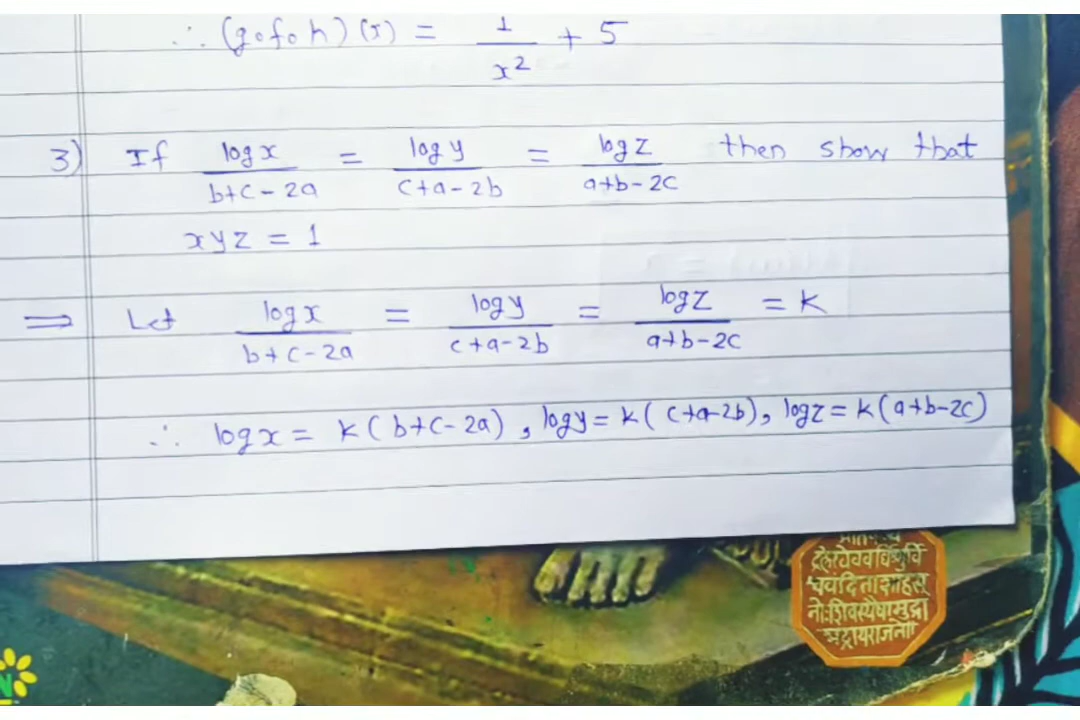 ∴ (gofoh)(x) = 1/x² + 5
3) If log x/(b+c-2a) = log y/(c+a-2b) = log z/(a+b-2c) then show that
xyz = 1
⇒ Let log x/(b+c-2a) = log y/(c+a-2b) = log z/(a+b-2c) = k
∴ log x = k(b+c-2a), log y = k(c+a-2b), log z = k(a+b-2c)
N